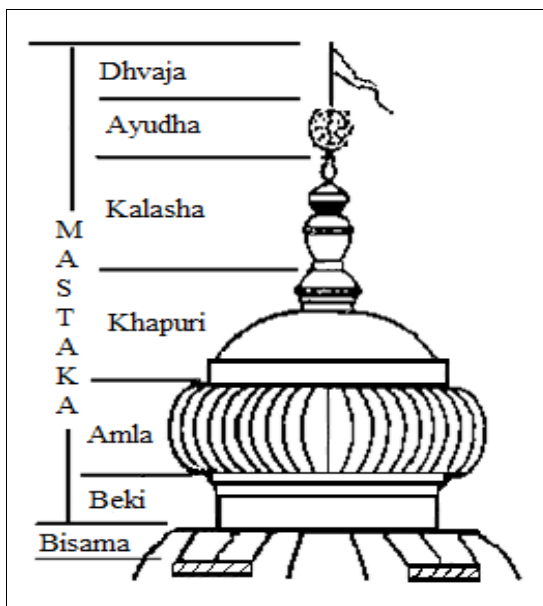 Dhvaja
Ayudha
Kalasha
Khapuri
Amla
Beki
Bisama
M
A
S
T
A
K
A